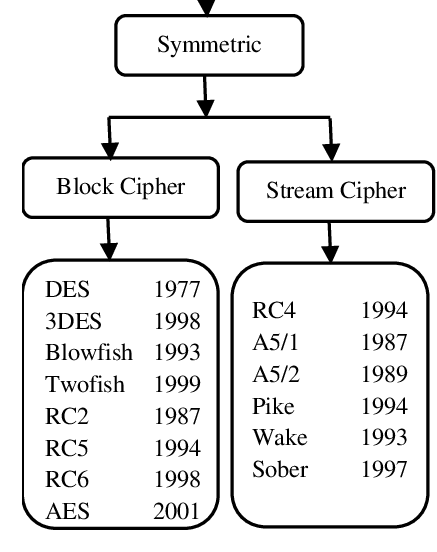 Symmetric
Block Cipher
Stream Cipher
DES 1977
3DES 1998
Blowfish 1993
Twofish 1999
RC2 1987
RC5 1994
RC6 1998
AES 2001
RC4 1994
A5/1 1987
A5/2 1989
Pike 1994
Wake 1993
Sober 1997